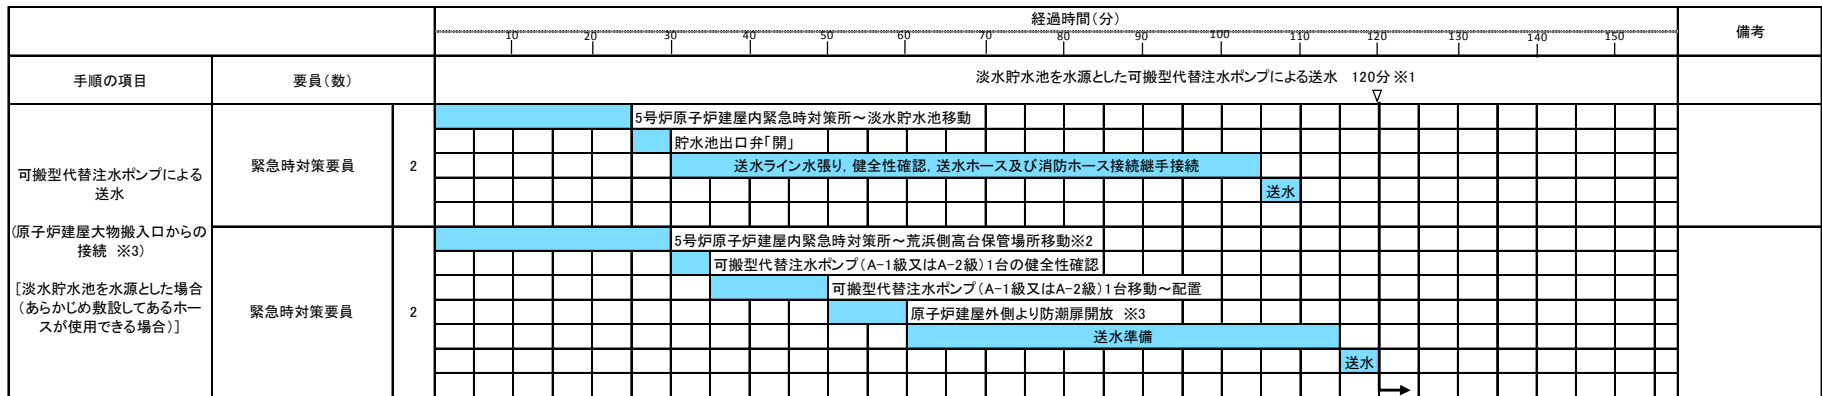 経過時間（分）
備考
10 20 30 40 50 60 70 80 90 100 110 120 130 140 150
手順の項目
要員（数）
淡水貯水池を水源とした可搬型代替注水ポンプによる送水　120分 ※1
▽
可搬型代替注水ポンプによる
送水
(原子炉建屋大物搬入口からの
接続 ※3)
[淡水貯水池を水源とした場合
（あらかじめ敷設してあるホー
スが使用できる場合）]
緊急時対策要員
2
5号炉原子炉建屋内緊急時対策所～淡水貯水池移動
貯水池出口弁「開」
送水ライン水張り，健全性確認，送水ホース及び消防ホース接続継手接続
送水
緊急時対策要員
2
5号炉原子炉建屋内緊急時対策所～荒浜側高台保管場所移動※2
可搬型代替注水ポンプ（A-1級又はA-2級）1台の健全性確認
可搬型代替注水ポンプ（A-1級又はA-2級）1台移動～配置
原子炉建屋外側より防潮扉開放　※3
送水準備
送水